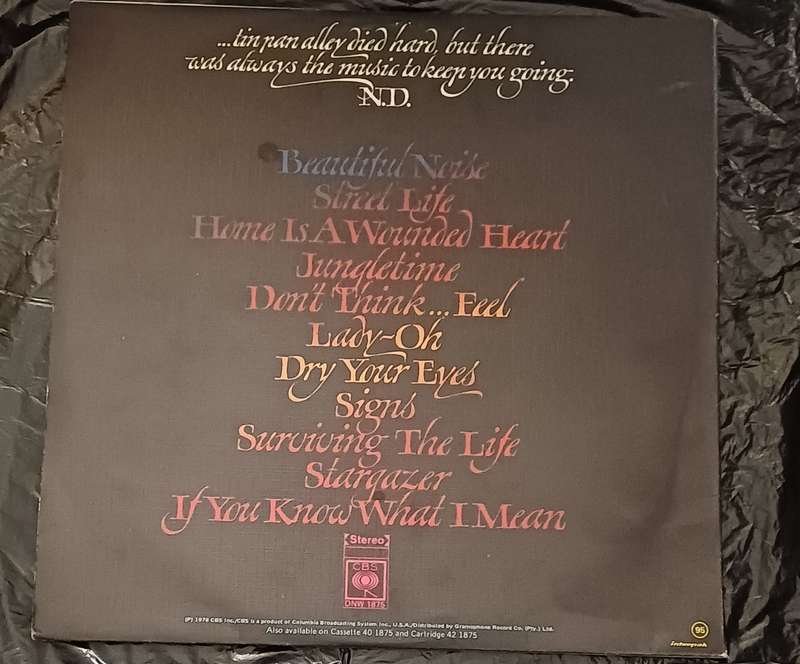 ...tin pan alley died hard, but there
was always the music to keep you going.
N.D.
Beautiful Noise
Street Life
Home Is A Wounded Heart
Jungletime
Don't Think...Feel
Lady-Oh
Dry Your Eyes
Signs
Surviving The Life
Stargazer
If You Know What I Mean
Stereo
CBS
DNW 1875
(P) 1976 CBS Inc./CBS is a product of Columbia Broadcasting System Inc., U.S.A./Distributed by Gramophone Record Co. (Pty.) Ltd.
Also available on Cassette 40 1875 and Cartridge 42 1875
95